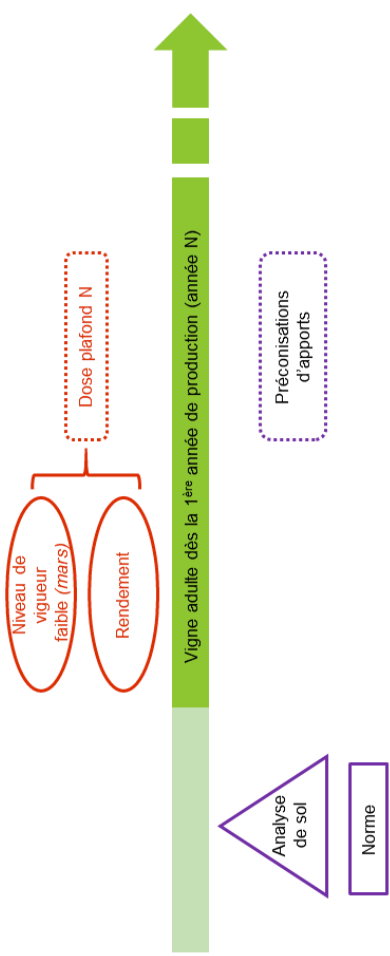 Niveau de
vigueur
faible (mars)
Rendement
Dose plafond N
Vigne adulte dès la 1ère année de production (année N)
Analyse
de sol
Norme
Préconisations
d'apports